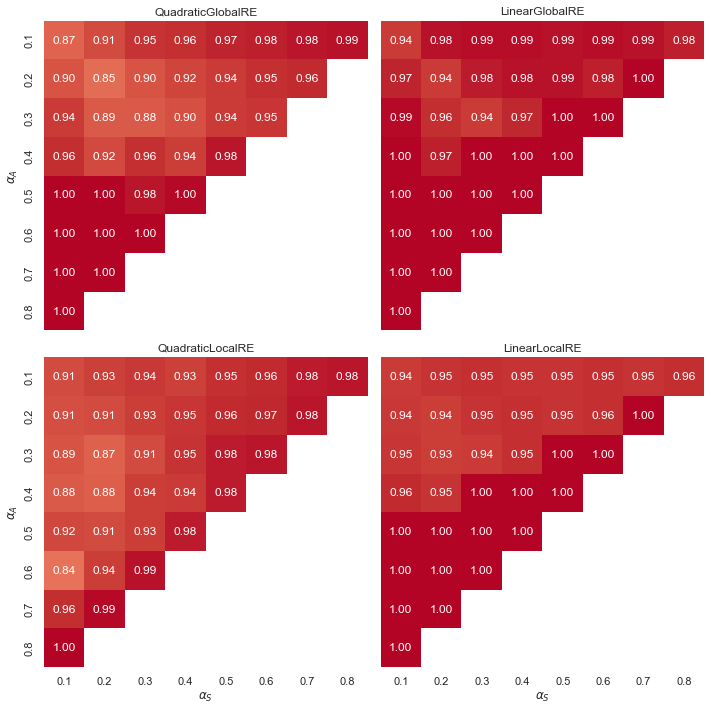 QuadraticGlobalRE
0.1 0.87 0.91 0.95 0.96 0.97 0.98 0.98 0.99
0.2 0.90 0.85 0.90 0.92 0.94 0.95 0.96
0.3 0.94 0.89 0.88 0.90 0.94 0.95
0.4 0.96 0.92 0.96 0.94 0.98
α_A
0.5 1.00 1.00 0.98 1.00
0.6 1.00 1.00 1.00
0.7 1.00 1.00
0.8 1.00
LinearGlobalRE
0.94 0.98 0.99 0.99 0.99 0.99 0.99 0.98
0.97 0.94 0.98 0.98 0.99 0.98 1.00
0.99 0.96 0.94 0.97 1.00 1.00
1.00 0.97 1.00 1.00 1.00
1.00 1.00 1.00 1.00
1.00 1.00 1.00
1.00 1.00
1.00
QuadraticLocalRE
0.1 0.91 0.93 0.94 0.93 0.95 0.96 0.98 0.98
0.2 0.91 0.91 0.93 0.95 0.96 0.97 0.98
0.3 0.89 0.87 0.91 0.95 0.98 0.98
0.4 0.88 0.88 0.94 0.94 0.98
α_A
0.5 0.92 0.91 0.93 0.98
0.6 0.84 0.94 0.99
0.7 0.96 0.99
0.8 1.00
0.1 0.2 0.3 0.4 0.5 0.6 0.7 0.8
α_S
LinearLocalRE
0.94 0.95 0.95 0.95 0.95 0.95 0.95 0.96
0.94 0.94 0.95 0.95 0.95 0.96 1.00
0.95 0.93 0.94 0.95 1.00 1.00
0.96 0.95 1.00 1.00 1.00
1.00 1.00 1.00 1.00
1.00 1.00 1.00
1.00 1.00
1.00
0.1 0.2 0.3 0.4 0.5 0.6 0.7 0.8
α_S